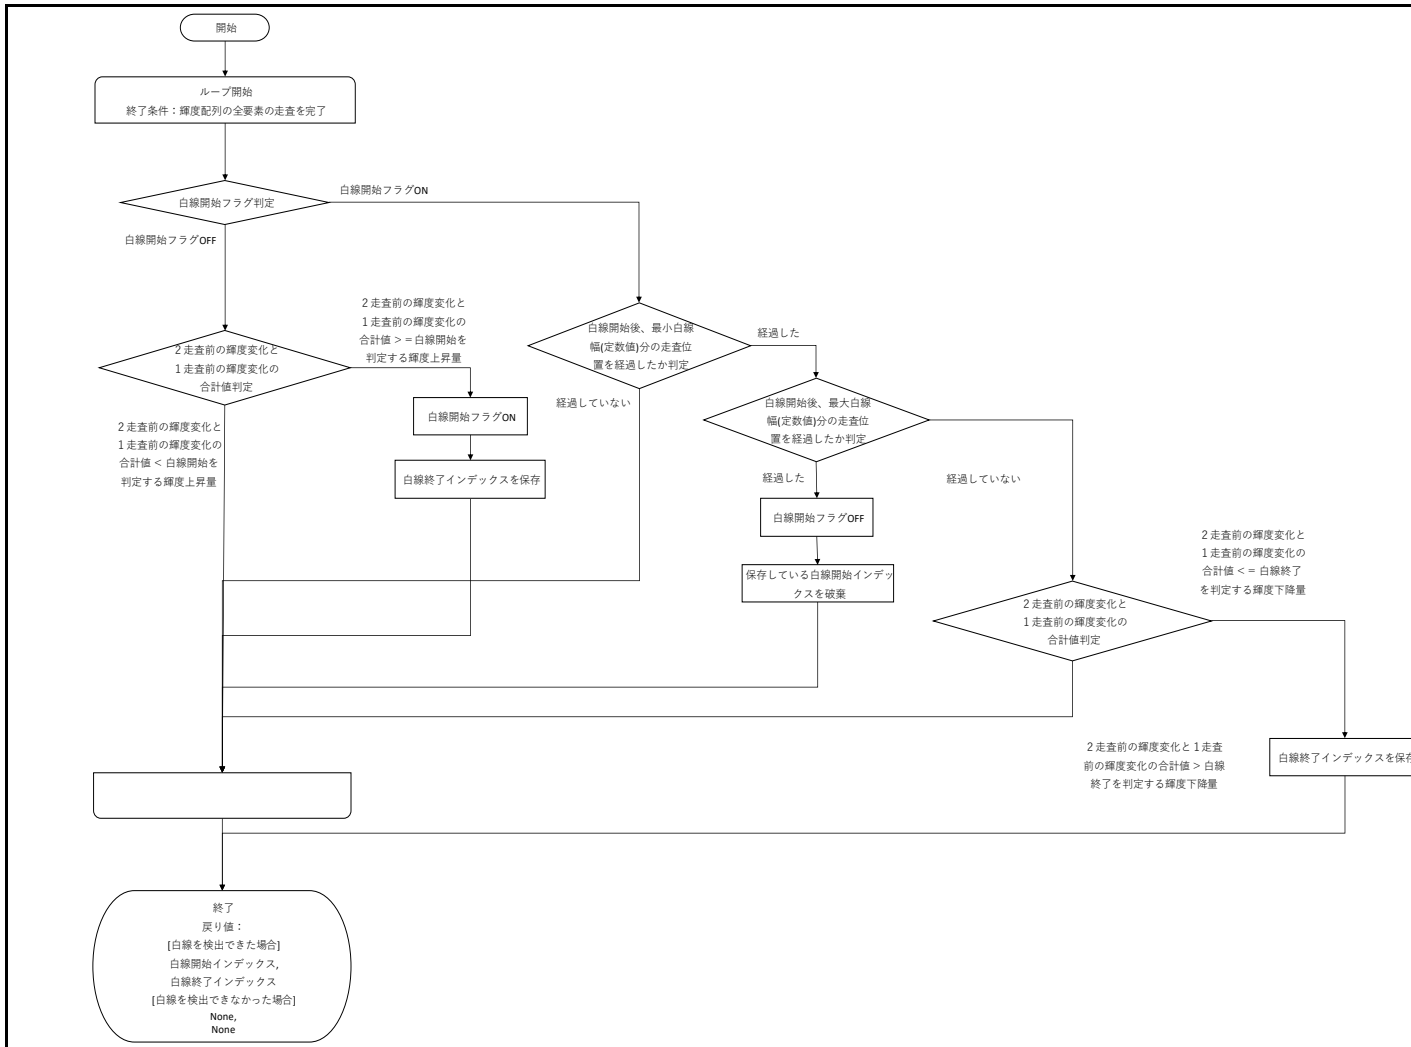 開始
ループ開始
終了条件：輝度配列の全要素の走査を完了
白線開始フラグ判定
白線開始フラグON
白線開始フラグOFF
2走査前の輝度変化と
1走査前の輝度変化の
合計値判定
2走査前の輝度変化と
1走査前の輝度変化の
合計値＞＝白線開始を
判定する輝度上昇量
白線開始フラグON
白線終了インデックスを保存
2走査前の輝度変化と
1走査前の輝度変化の
合計値 < 白線開始を
判定する輝度上昇量
白線開始後、最小白線
幅(定数値)分の走査位
置を経過したか判定
経過した
経過していない
白線開始後、最大白線
幅(定数値)分の走査位
置を経過したか判定
経過した
経過していない
白線開始フラグOFF
保存している白線開始インデッ
クスを破棄
2走査前の輝度変化と
1走査前の輝度変化の
合計値判定
2走査前の輝度変化と
1走査前の輝度変化の
合計値 < = 白線終了
を判定する輝度下降量
2走査前の輝度変化と1走査
前の輝度変化の合計値 > 白線
終了を判定する輝度下降量
白線終了インデックスを保存
終了
戻り値：
[白線を検出できた場合]
白線開始インデックス,
白線終了インデックス
[白線を検出できなかった場合]
None,
None